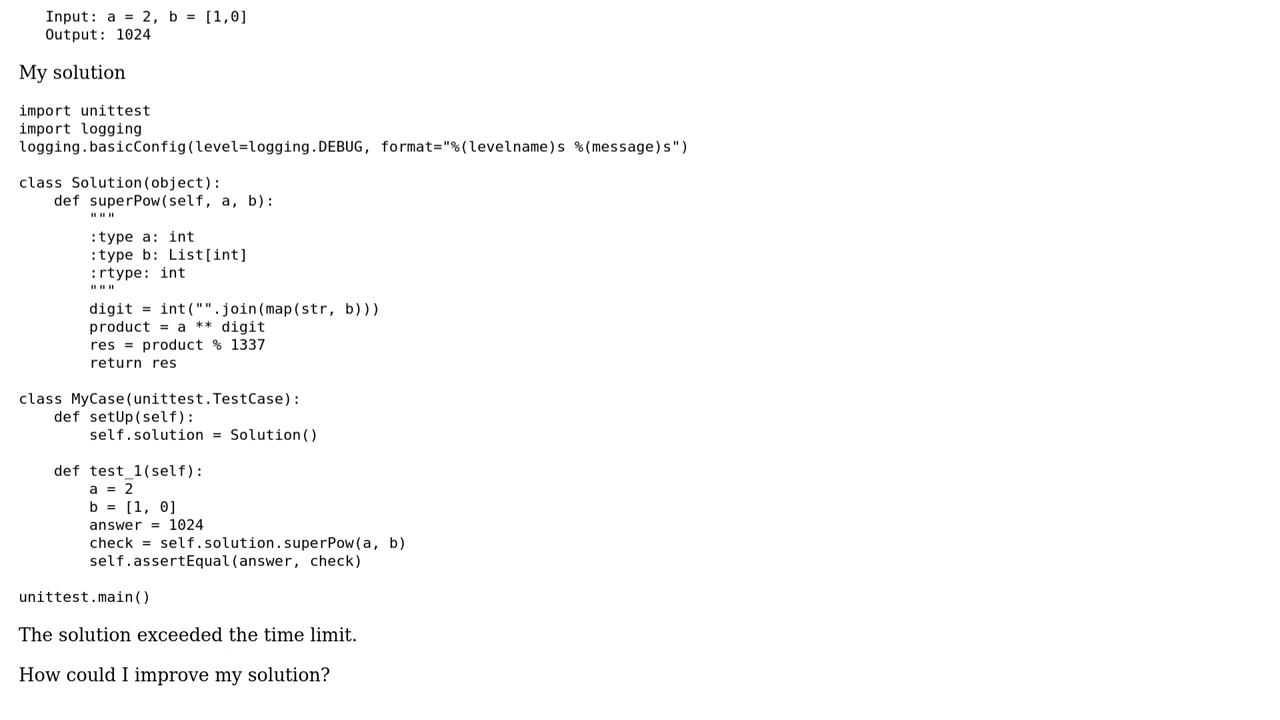 Input: a = 2, b = [1,0]
Output: 1024
My solution
import unittest
import logging
logging.basicConfig(level=logging.DEBUG, format="%(levelname)s %(message)s")
class Solution(object):
    def superPow(self, a, b):
        """
        :type a: int
        :type b: List[int]
        :rtype: int
        """
        digit = int("".join(map(str, b)))
        product = a ** digit
        res = product % 1337
        return res
class MyCase(unittest.TestCase):
    def setUp(self):
        self.solution = Solution()
    def test_1(self):
        a = 2
        b = [1, 0]
        answer = 1024
        check = self.solution.superPow(a, b)
        self.assertEqual(answer, check)
unittest.main()
The solution exceeded the time limit.
How could I improve my solution?